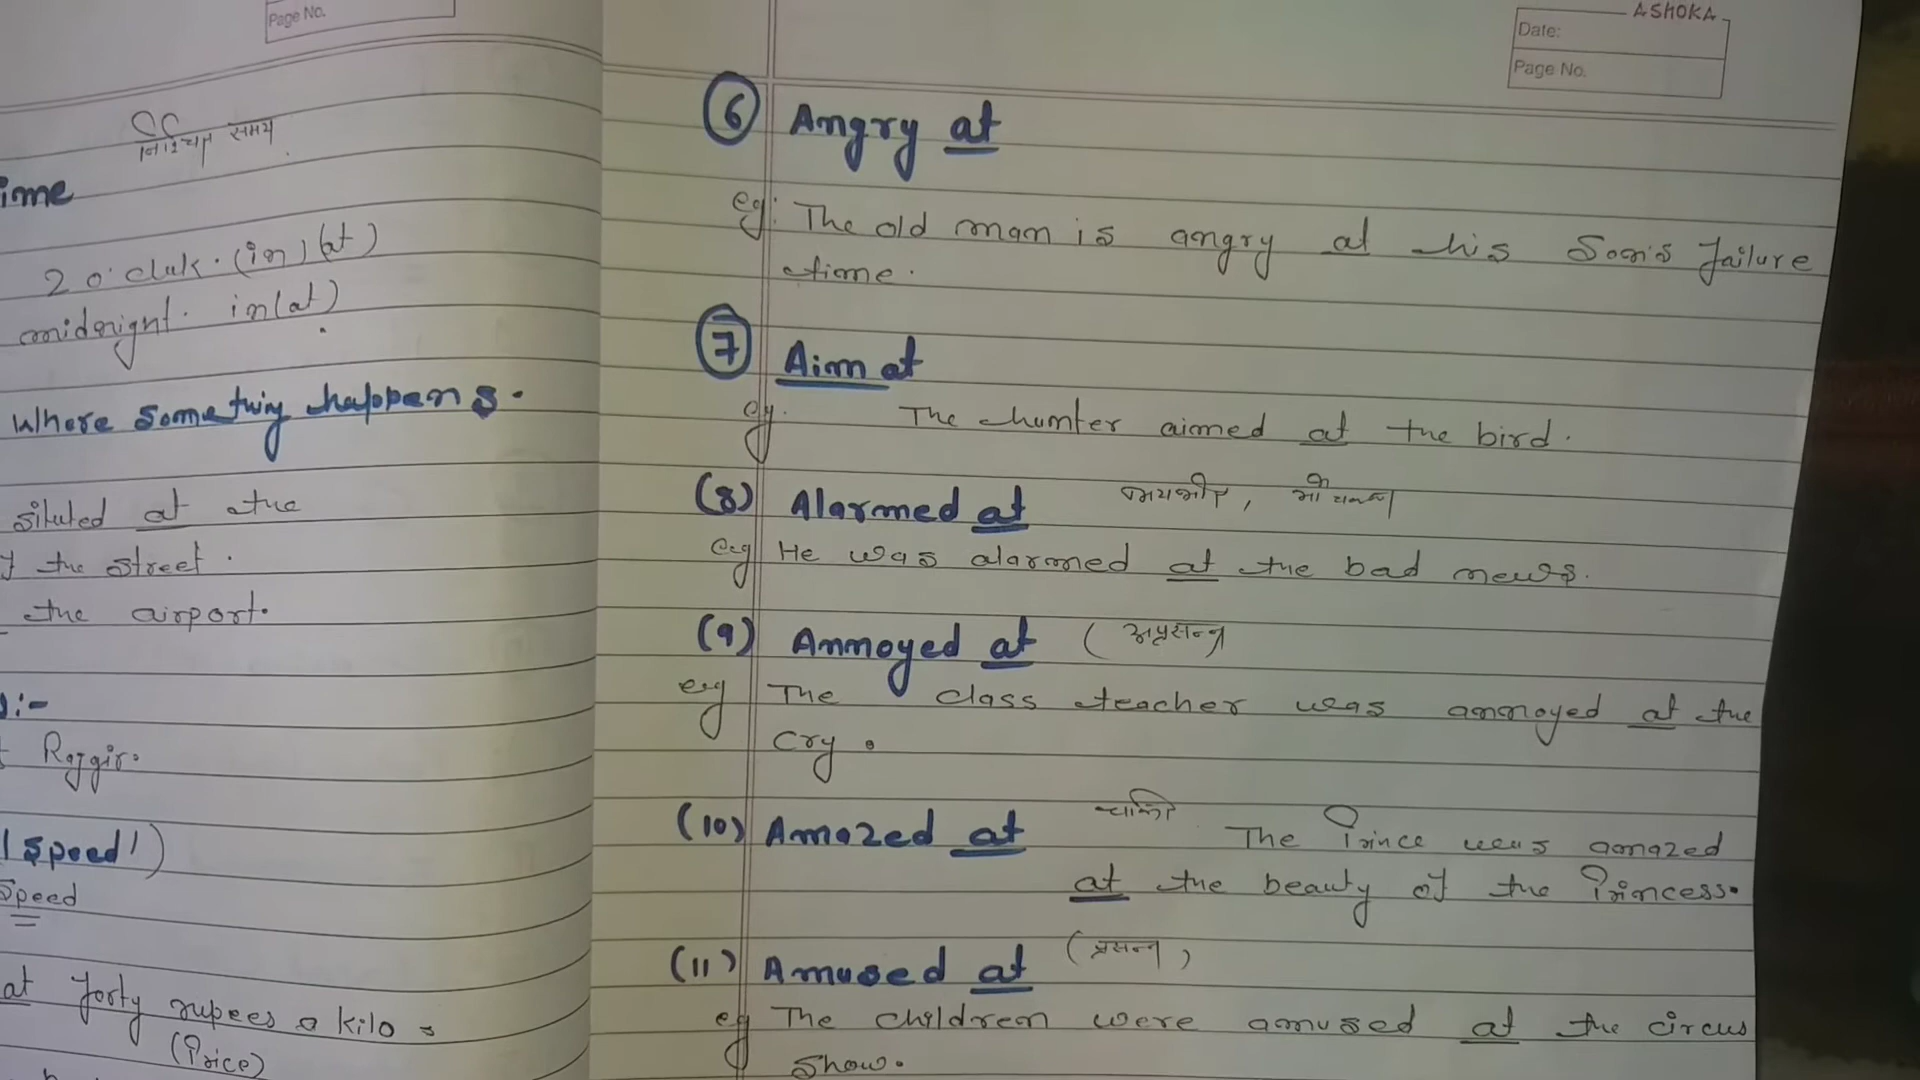 Page No.
निश्चित समय
ime
2 o'clok. (in) (at)
midnight. in (at)
where something happens.
situted at the
f the street.
the airport.
:-
Rajgir.
(Speed)
Speed
at forty rupees a kilo
(Price)
ASHOKA
Date:
Page No.
6 Angry at
eg: The old man is angry at his Son's failure
time.
7 Aim at
eg. The hunter aimed at the bird.
(8) Alarmed at भयभीत,
eg He was alarmed at the bad news.
(9) Annoyed at (अप्रसन्न
eg The class teacher was annoyed at the
Cry.
(10) Amazed at चकित The Prince was amazed
at the beauty of the Princess.
(11) Amused at (प्रसन्न)
eg The children were amused at the circus
Show.